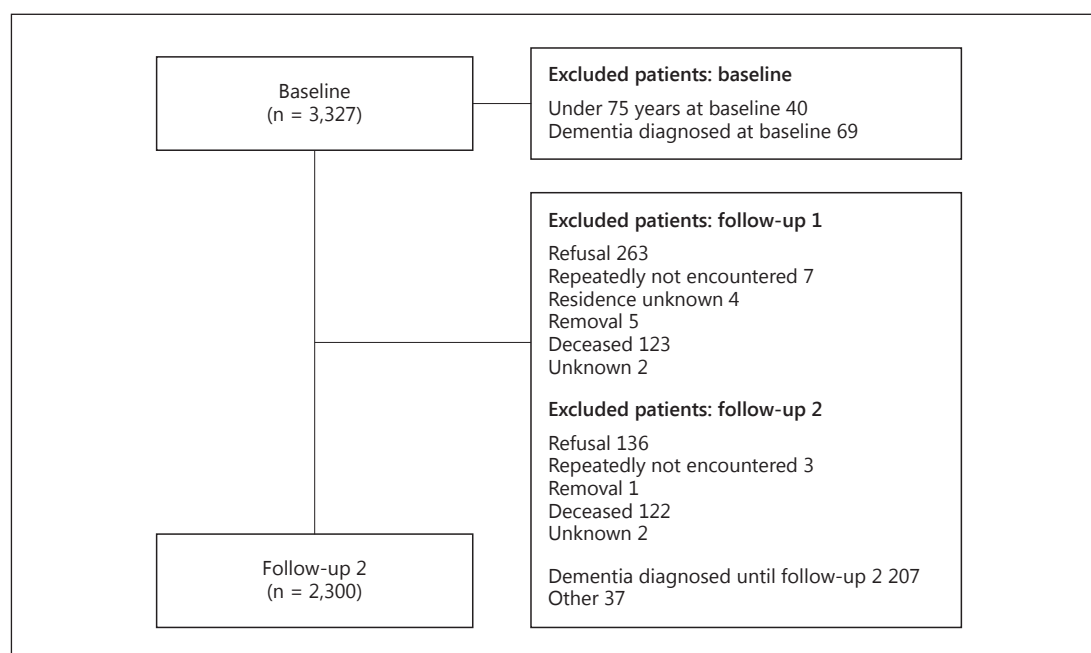 Baseline
(n = 3,327)
Excluded patients: baseline
Under 75 years at baseline 40
Dementia diagnosed at baseline 69
Excluded patients: follow-up 1
Refusal 263
Repeatedly not encountered 7
Residence unknown 4
Removal 5
Deceased 123
Unknown 2
Excluded patients: follow-up 2
Refusal 136
Repeatedly not encountered 3
Removal 1
Deceased 122
Unknown 2
Dementia diagnosed until follow-up 2 207
Other 37
Follow-up 2
(n = 2,300)